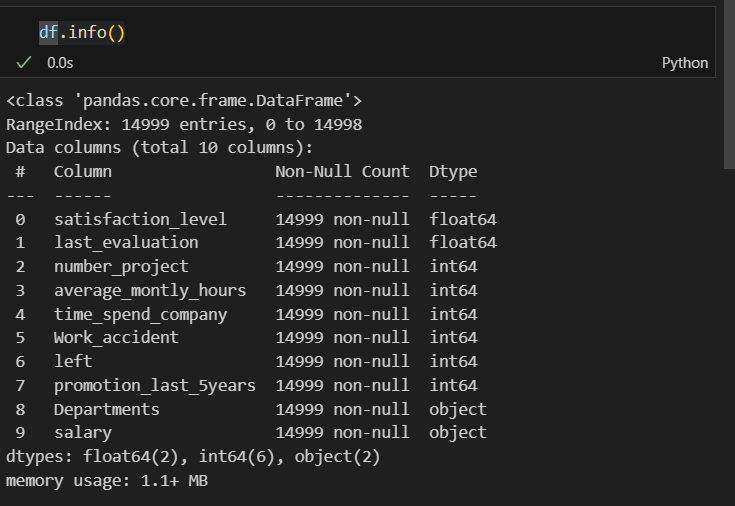 df.info()
0.0s
Python
<class 'pandas.core.frame.DataFrame'>
RangeIndex: 14999 entries, 0 to 14998
Data columns (total 10 columns):
 #   Column                 Non-Null Count  Dtype
---  ------                 --------------  -----
 0   satisfaction_level     14999 non-null  float64
 1   last_evaluation        14999 non-null  float64
 2   number_project         14999 non-null  int64
 3   average_montly_hours   14999 non-null  int64
 4   time_spend_company     14999 non-null  int64
 5   Work_accident          14999 non-null  int64
 6   left                   14999 non-null  int64
 7   promotion_last_5years  14999 non-null  int64
 8   Departments            14999 non-null  object
 9   salary                 14999 non-null  object
dtypes: float64(2), int64(6), object(2)
memory usage: 1.1+ MB